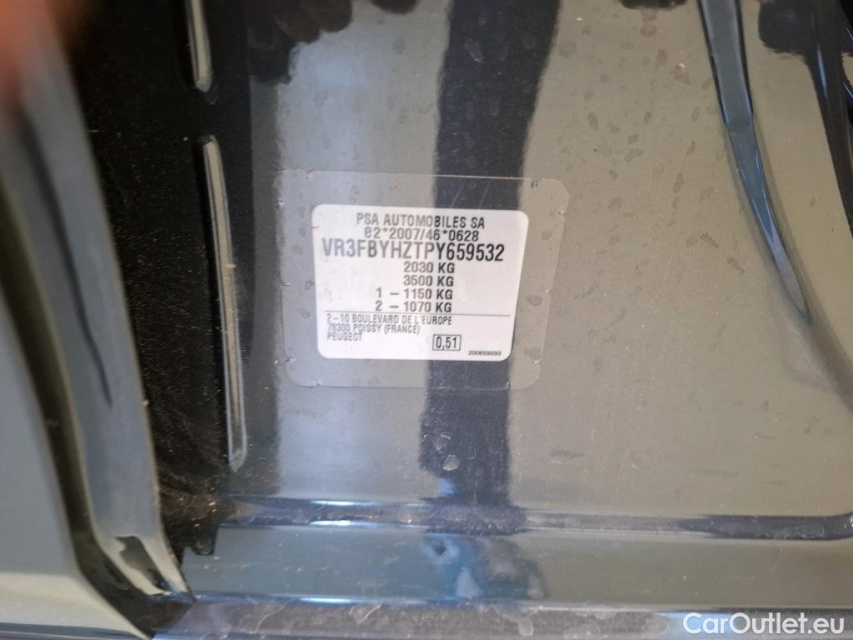 PSA AUTOMOBILES SA
e2*2007/46*0628
VR3FBYHZTPY659532
2030 KG
3500 KG
1 – 1150 KG
2 – 1070 KG
2-10 BOULEVARD DE L'EUROPE
78300 POISSY (FRANCE)
PEUGEOT
0,51
200659293
CarOutlet.eu